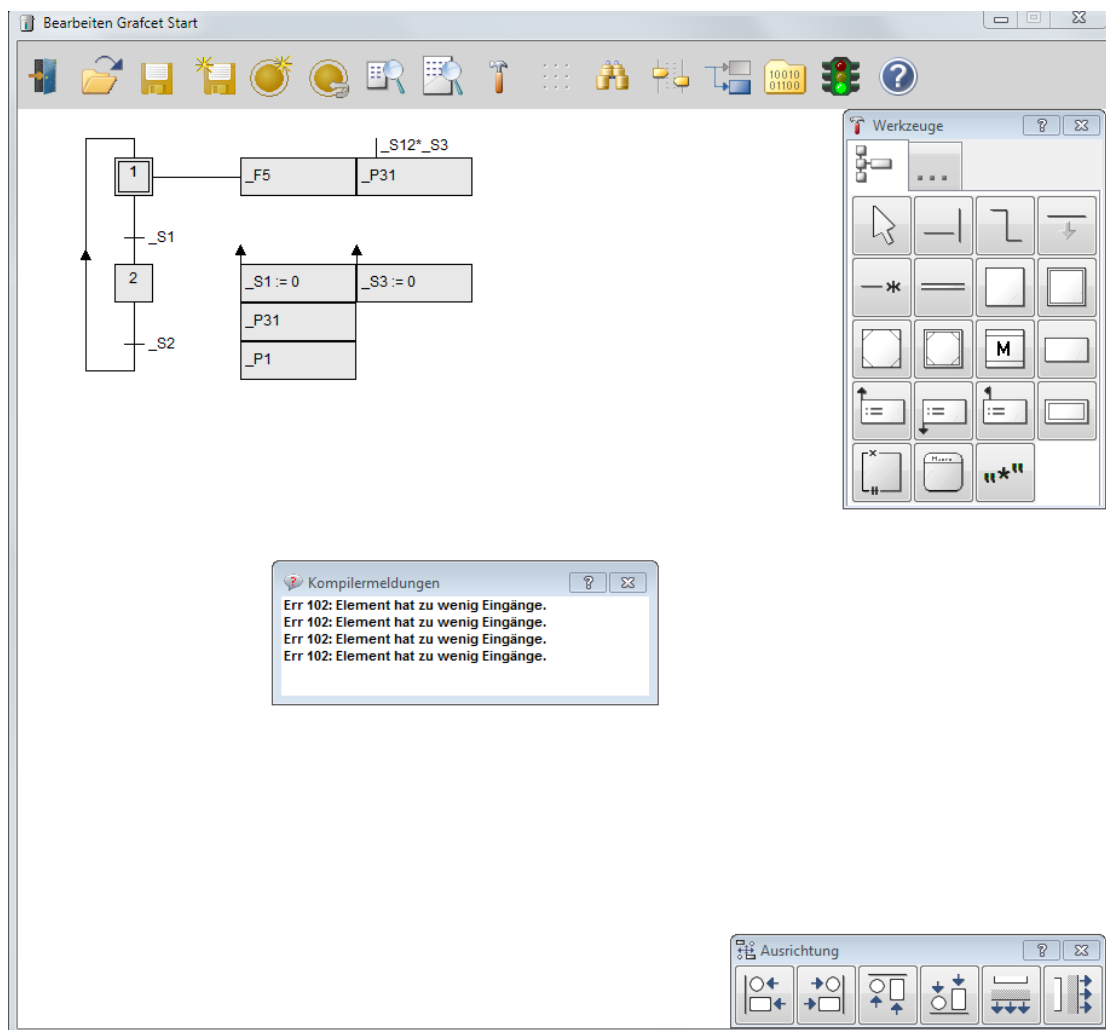 Bearbeiten Grafcet Start
10010
01100
Werkzeuge
_S12*_S3
1
_F5
_P31
_S1
2
_S1 := 0
_S3 := 0
_P31
_S2
_P1
M
:=
:=
:=
Macro
"*"
Kompilermeldungen
Err 102: Element hat zu wenig Eingänge.
Err 102: Element hat zu wenig Eingänge.
Err 102: Element hat zu wenig Eingänge.
Err 102: Element hat zu wenig Eingänge.
Ausrichtung